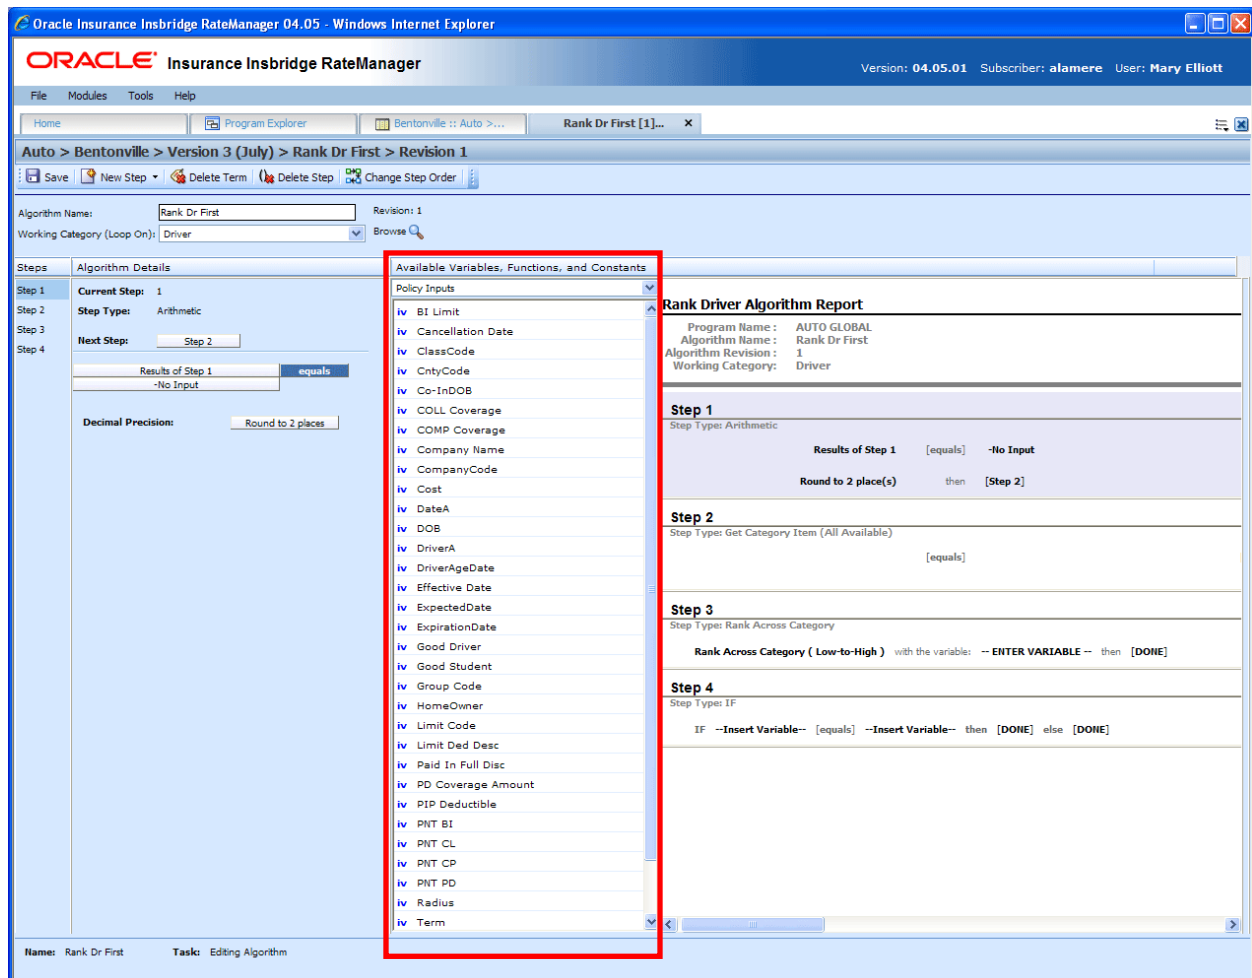 Oracle Insurance Insbridge RateManager 04.05 - Windows Internet Explorer
ORACLE Insurance Insbridge RateManager
Version: 04.05.01 Subscriber: alamere User: Mary Elliott
File Modules Tools Help
Home Program Explorer Bentonville :: Auto >... Rank Dr First [1]... x
Auto > Bentonville > Version 3 (July) > Rank Dr First > Revision 1
Save New Step Delete Term Delete Step Change Step Order
Algorithm Name: Rank Dr First Revision: 1
Working Category (Loop On): Driver Browse
Steps
Step 1
Step 2
Step 3
Step 4
Algorithm Details
Current Step: 1
Step Type: Arithmetic
Next Step: Step 2
Results of Step 1 equals
-No Input
Decimal Precision: Round to 2 places
Available Variables, Functions, and Constants
Policy Inputs
iv BI Limit
iv Cancellation Date
iv ClassCode
iv CntyCode
iv Co-InDOB
iv COLL Coverage
iv COMP Coverage
iv Company Name
iv CompanyCode
iv Cost
iv DateA
iv DOB
iv DriverA
iv DriverAgeDate
iv Effective Date
iv ExpectedDate
iv ExpirationDate
iv Good Driver
iv Good Student
iv Group Code
iv HomeOwner
iv Limit Code
iv Limit Ded Desc
iv Paid In Full Disc
iv PD Coverage Amount
iv PIP Deductible
iv PNT BI
iv PNT CL
iv PNT CP
iv PNT PD
iv Radius
iv Term
Rank Driver Algorithm Report
Program Name : AUTO GLOBAL
Algorithm Name : Rank Dr First
Algorithm Revision : 1
Working Category: Driver
Step 1
Step Type: Arithmetic
Results of Step 1 [equals] -No Input
Round to 2 place(s) then [Step 2]
Step 2
Step Type: Get Category Item (All Available)
[equals]
Step 3
Step Type: Rank Across Category
Rank Across Category ( Low-to-High ) with the variable: -- ENTER VARIABLE -- then [DONE]
Step 4
Step Type: IF
IF --Insert Variable-- [equals] --Insert Variable-- then [DONE] else [DONE]
Name: Rank Dr First Task: Editing Algorithm